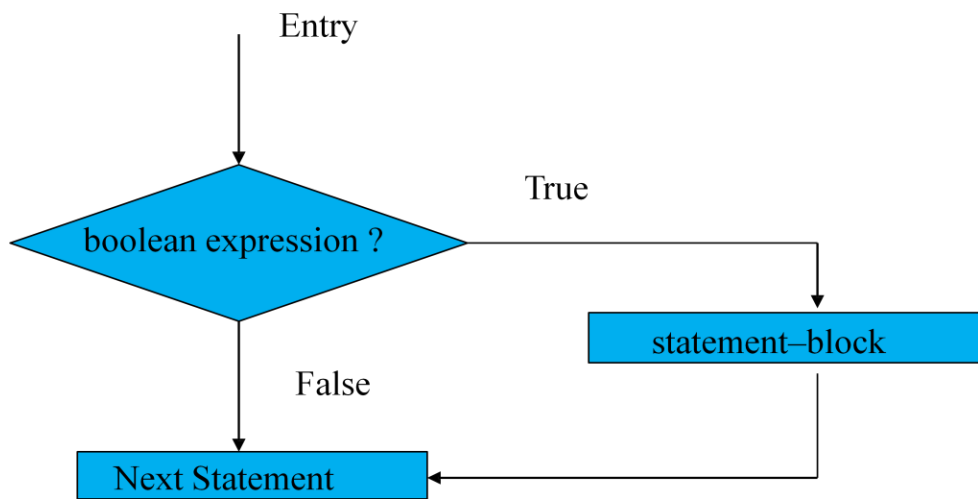 Entry
True
boolean expression ?
statement–block
False
Next Statement